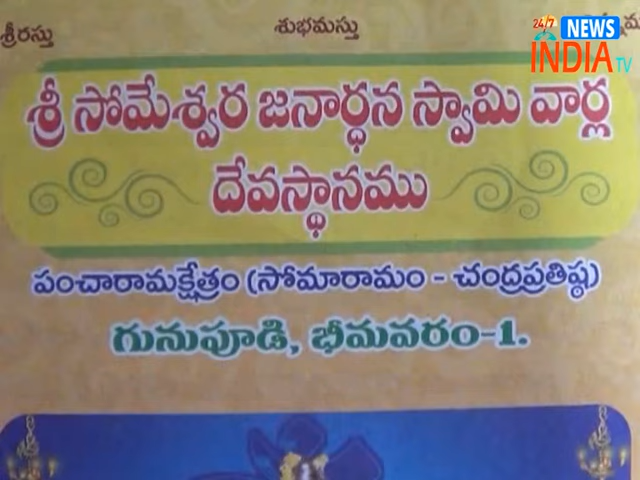 శ్రీరస్తు
శుభమస్తు
24/7 NEWS
INDIA TV
శ్రీ సోమేశ్వర జనార్ధన స్వామి వార్ల
దేవస్థానము
పంచారామక్షేత్రం (సోమారామం - చంద్రప్రతిష్ఠ)
గునుపూడి, భీమవరం-1.